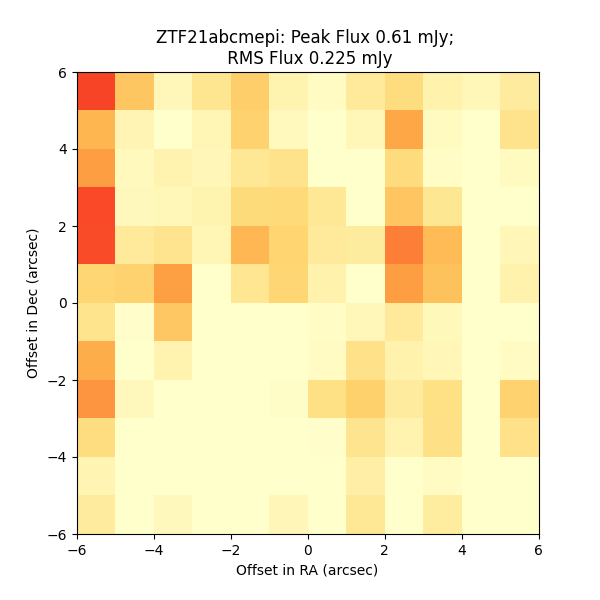 ZTF21abcmepi: Peak Flux 0.61 mJy;
RMS Flux 0.225 mJy
6
4
2
0
−2
−4
−6
Offset in Dec (arcsec)
−6 −4 −2 0 2 4 6
Offset in RA (arcsec)